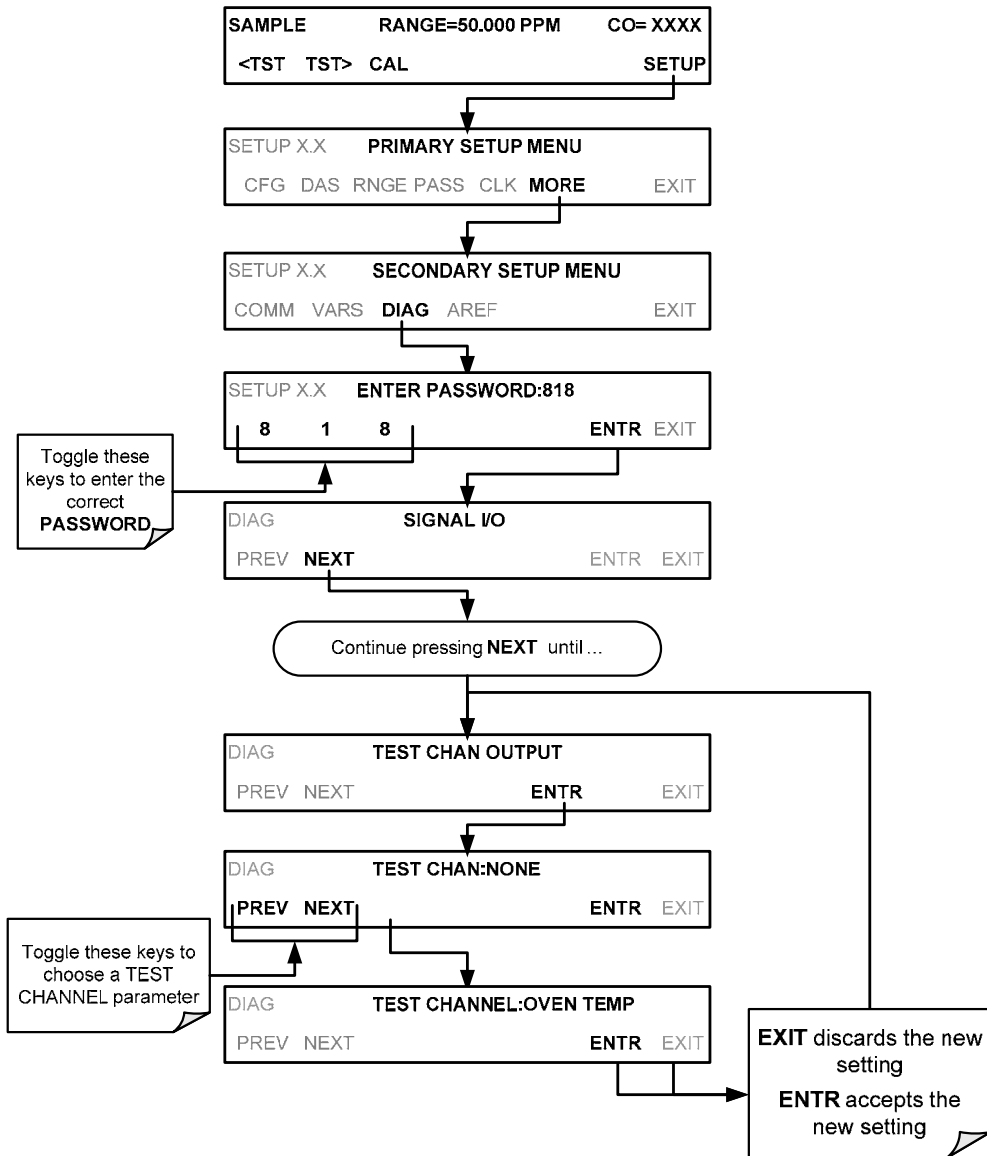 SAMPLE RANGE=50.000 PPM CO= XXXX
<TST TST> CAL SETUP
SETUP X.X PRIMARY SETUP MENU
CFG DAS RNGE PASS CLK MORE EXIT
SETUP X.X SECONDARY SETUP MENU
COMM VARS DIAG AREF EXIT
SETUP X.X ENTER PASSWORD:818
8 1 8 ENTR EXIT
Toggle these
keys to enter the
correct
PASSWORD
DIAG SIGNAL I/O
PREV NEXT ENTR EXIT
Continue pressing NEXT until ...
DIAG TEST CHAN OUTPUT
PREV NEXT ENTR EXIT
DIAG TEST CHAN:NONE
PREV NEXT ENTR EXIT
Toggle these keys to
choose a TEST
CHANNEL parameter
DIAG TEST CHANNEL:OVEN TEMP
PREV NEXT ENTR EXIT
EXIT discards the new
setting
ENTR accepts the
new setting